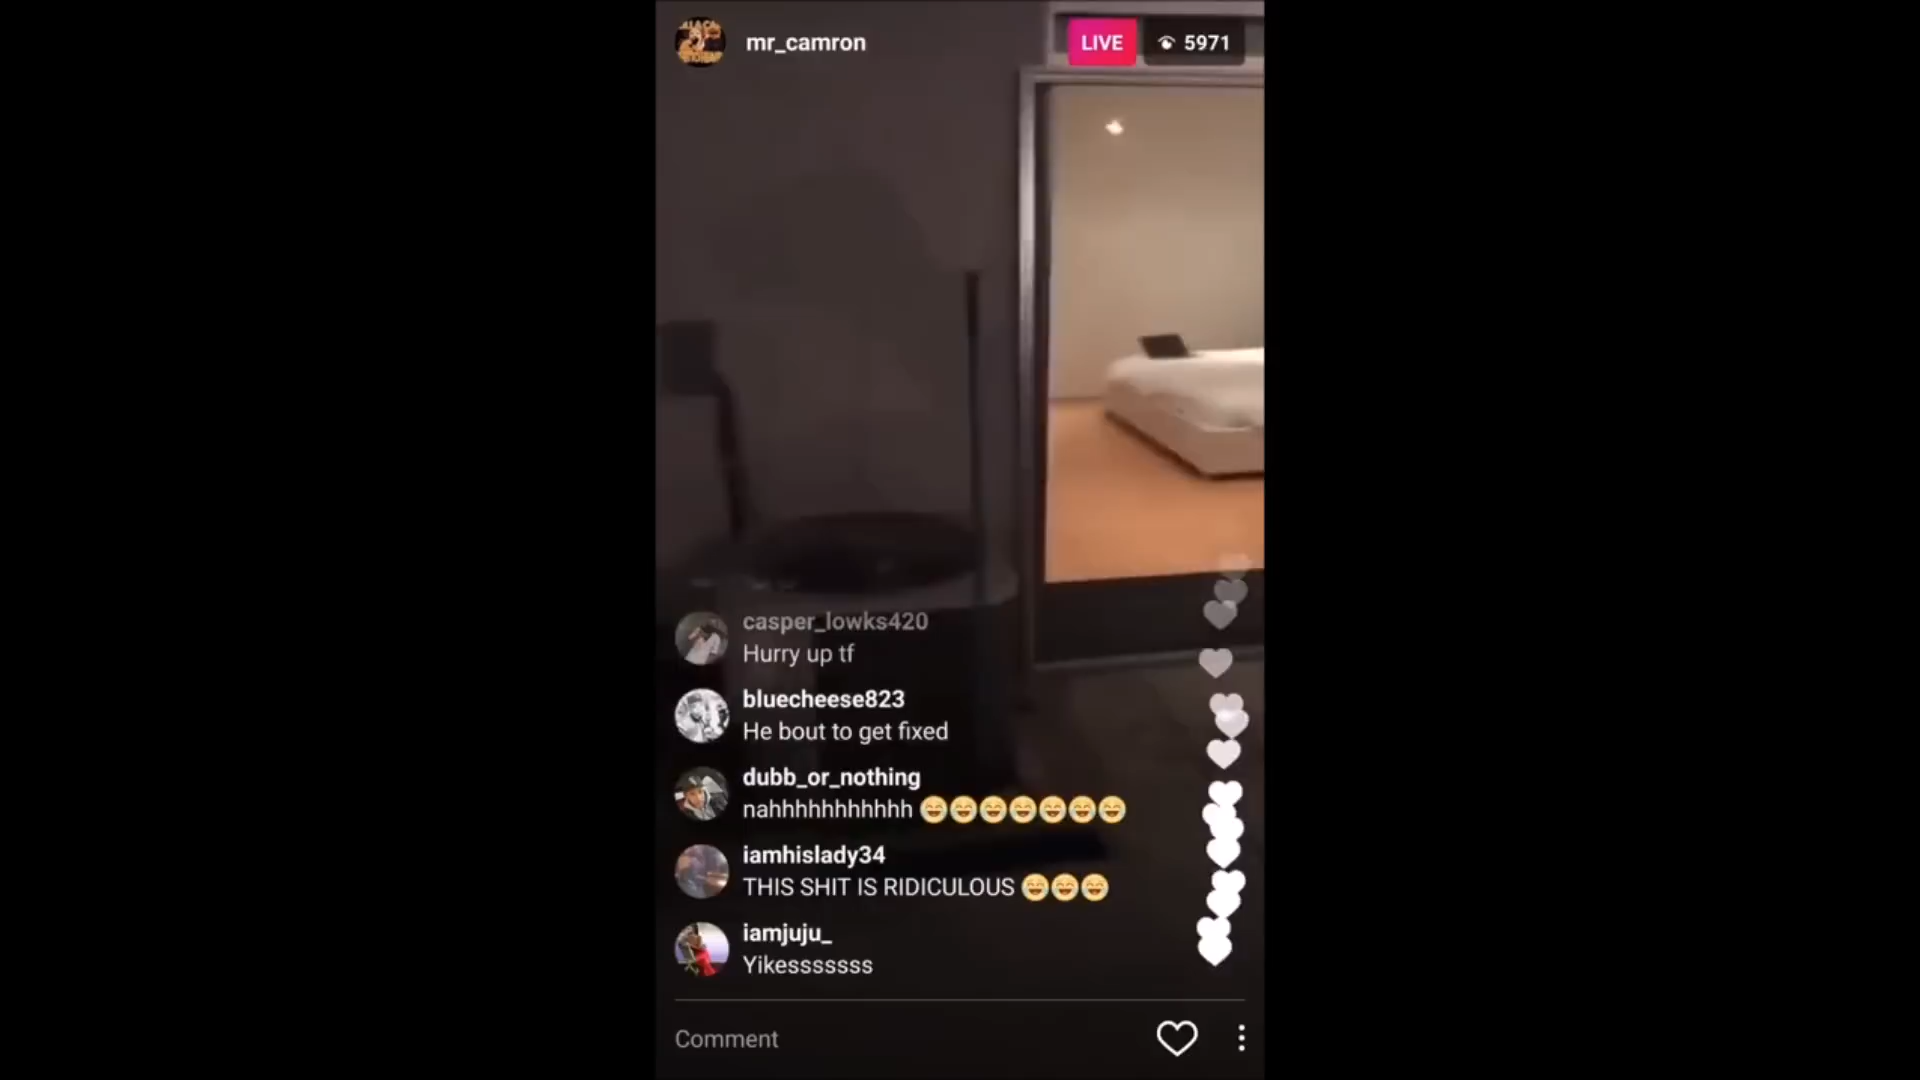 mr_camron
LIVE
5971
casper_lowks420
Hurry up tf
bluecheese823
He bout to get fixed
dubb_or_nothing
nahhhhhhhhhhh 😂😂😂😂😂😂😂
iamhislady34
THIS SHIT IS RIDICULOUS 😂😂😂
iamjuju_
Yikesssssss
Comment